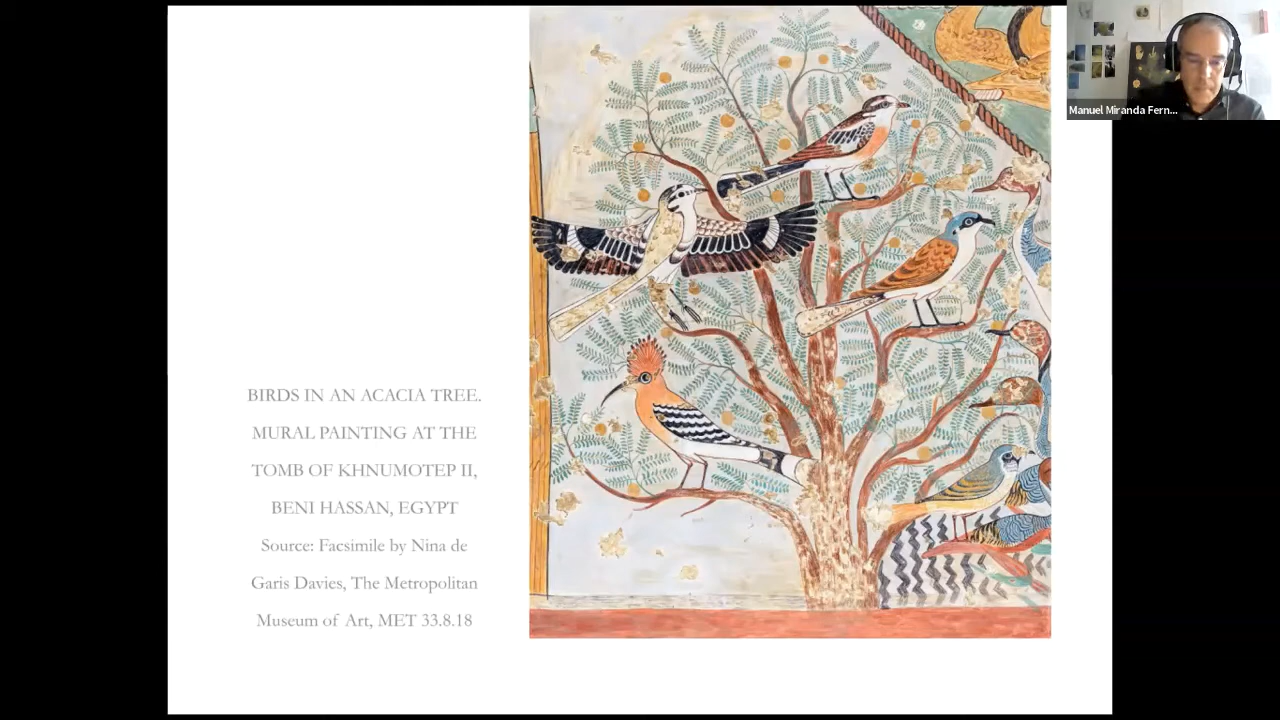 BIRDS IN AN ACACIA TREE.
MURAL PAINTING AT THE
TOMB OF KHNUMOTEP II,
BENI HASSAN, EGYPT
Source: Facsimile by Nina de
Garis Davies, The Metropolitan
Museum of Art, MET 33.8.18
Manuel Miranda Fern...